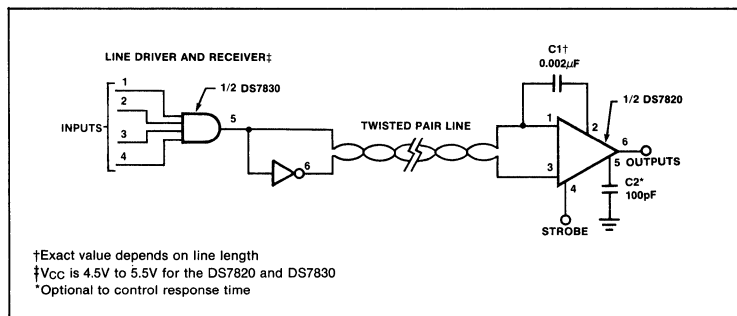 LINE DRIVER AND RECEIVER‡
1/2 DS7830
INPUTS
1
2
3
4
5
6
TWISTED PAIR LINE
C1†
0.002μF
1/2 DS7820
1
2
3
4
5
6
OUTPUTS
C2*
100pF
STROBE
†Exact value depends on line length
‡VCC is 4.5V to 5.5V for the DS7820 and DS7830
*Optional to control response time